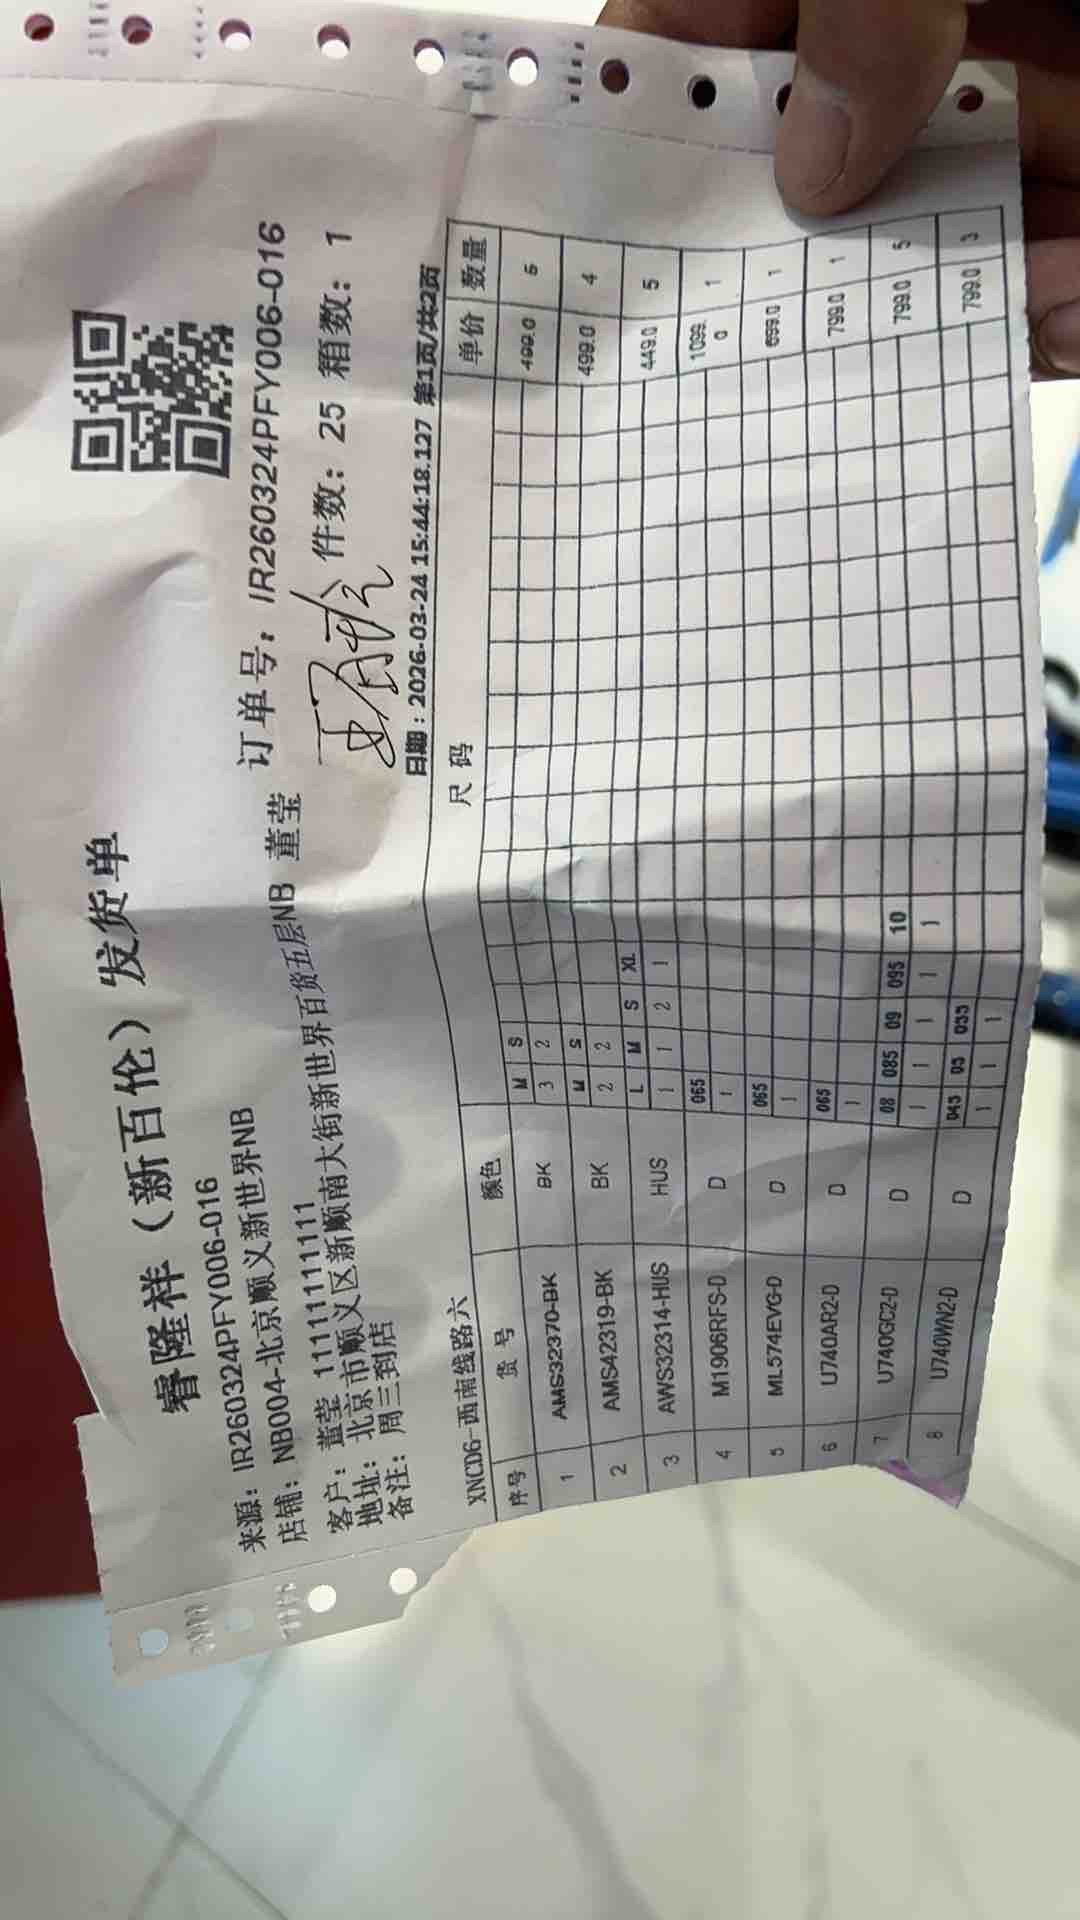 睿隆祥（新百伦）发货单
来源：IR260324PFY006-016
店铺：NB004-北京顺义新世界NB
订单号：IR260324PFY006-016
客户：董莹 11111111111
件数：25 箱数：1
地址：北京市顺义区新顺南大街新世界百货五层NB 董莹
备注：周三到店
日期：2026-03-24 15:44:18.127 第1页/共2页
XNCD6-西南线路六
序号 货号 颜色 尺码 单价 数量
M S
1 AMS32370-BK BK 3 2 499.0 5
M S
2 AMS42319-BK BK 2 2 499.0 4
L M S XL
3 AWS32314-HUS HUS 1 1 2 1 449.0 5
065
4 M1906RFS-D D 1 1099.0 1
065
5 ML574EVG-D D 1 699.0 1
065
6 U740AR2-D D 1 799.0 1
08 085 09 095 10
7 U740GC2-D D 1 1 1 1 1 799.0 5
045 05 055
8 U740WN2-D D 1 1 1 799.0 3